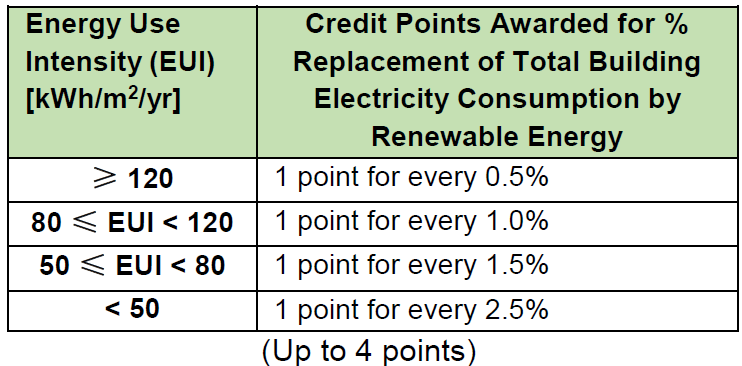 Energy Use
Intensity (EUI)
[kWh/m²/yr]
Credit Points Awarded for %
Replacement of Total Building
Electricity Consumption by
Renewable Energy
⩾ 120
1 point for every 0.5%
80 ⩽ EUI < 120
1 point for every 1.0%
50 ⩽ EUI < 80
1 point for every 1.5%
< 50
1 point for every 2.5%
(Up to 4 points)